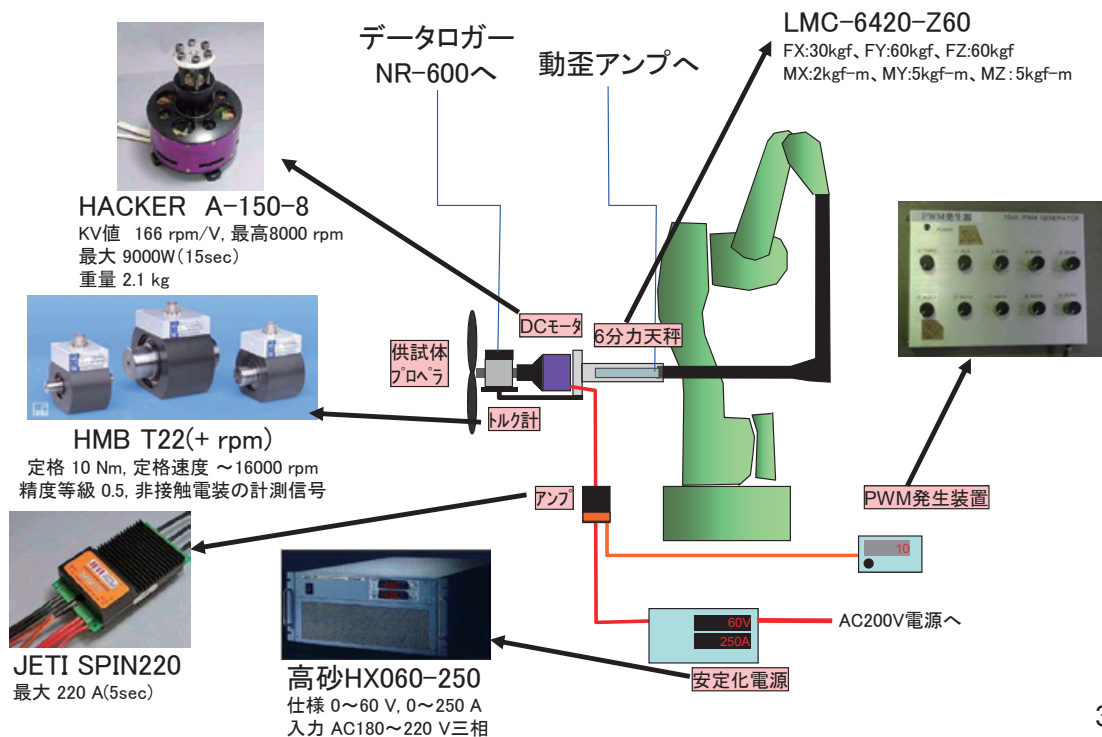 データロガー
NR-600へ
動歪アンプへ
LMC-6420-Z60
FX:30kgf、FY:60kgf、FZ:60kgf
MX:2kgf-m、MY:5kgf-m、MZ:5kgf-m
HACKER A-150-8
KV値 166 rpm/V, 最高8000 rpm
最大 9000W(15sec)
重量 2.1 kg
PWM発生器
DCモータ
6分力天秤
供試体
プロペラ
トルク計
HMB T22(+ rpm)
定格 10 Nm, 定格速度 ～16000 rpm
精度等級 0.5, 非接触電装の計測信号
アンプ
PWM発生装置
10
60V
250A
AC200V電源へ
安定化電源
JETI SPIN220
最大 220 A(5sec)
高砂HX060-250
仕様 0～60 V, 0～250 A
入力 AC180～220 V三相
3